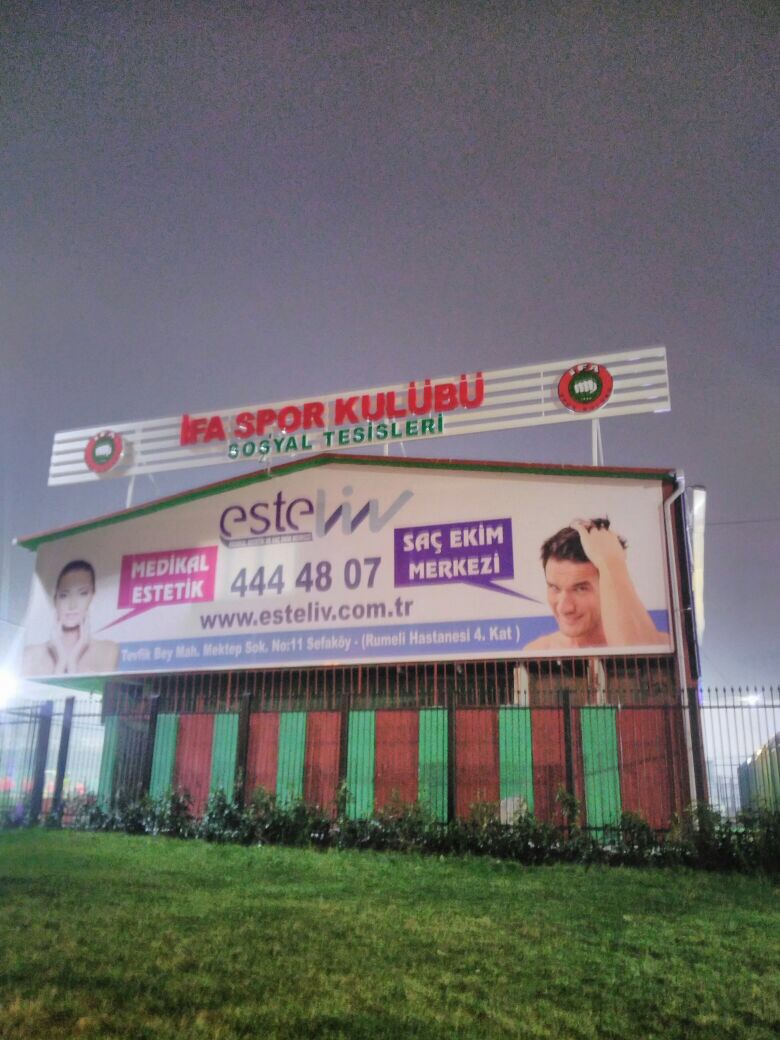 İFA SPOR KULÜBÜ
SOSYAL TESİSLERİ
İFA
esteliv
MEDİKAL
ESTETİK
444 48 07
SAÇ EKİM
MERKEZİ
www.esteliv.com.tr
Tevfik Bey Mah. Mektep Sok. No:11 Sefaköy - (Rumeli Hastanesi 4. Kat )